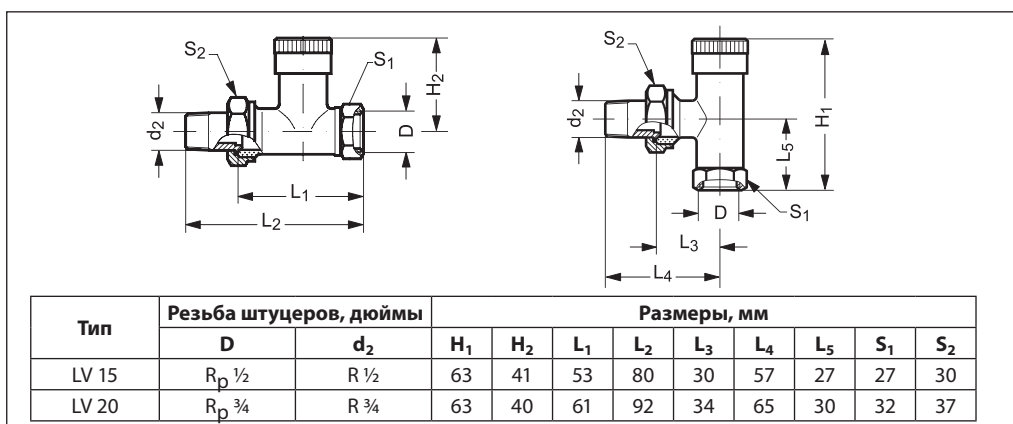 S₂
S₁
H₂
d₂
D
L₁
L₂
S₂
d₂
H₁
L₅
D
S₁
L₃
L₄
Тип Резьба штуцеров, дюймы Размеры, мм
D d₂ H₁ H₂ L₁ L₂ L₃ L₄ L₅ S₁ S₂
LV 15 Rp ½ R ½ 63 41 53 80 30 57 27 27 30
LV 20 Rp ¾ R ¾ 63 40 61 92 34 65 30 32 37